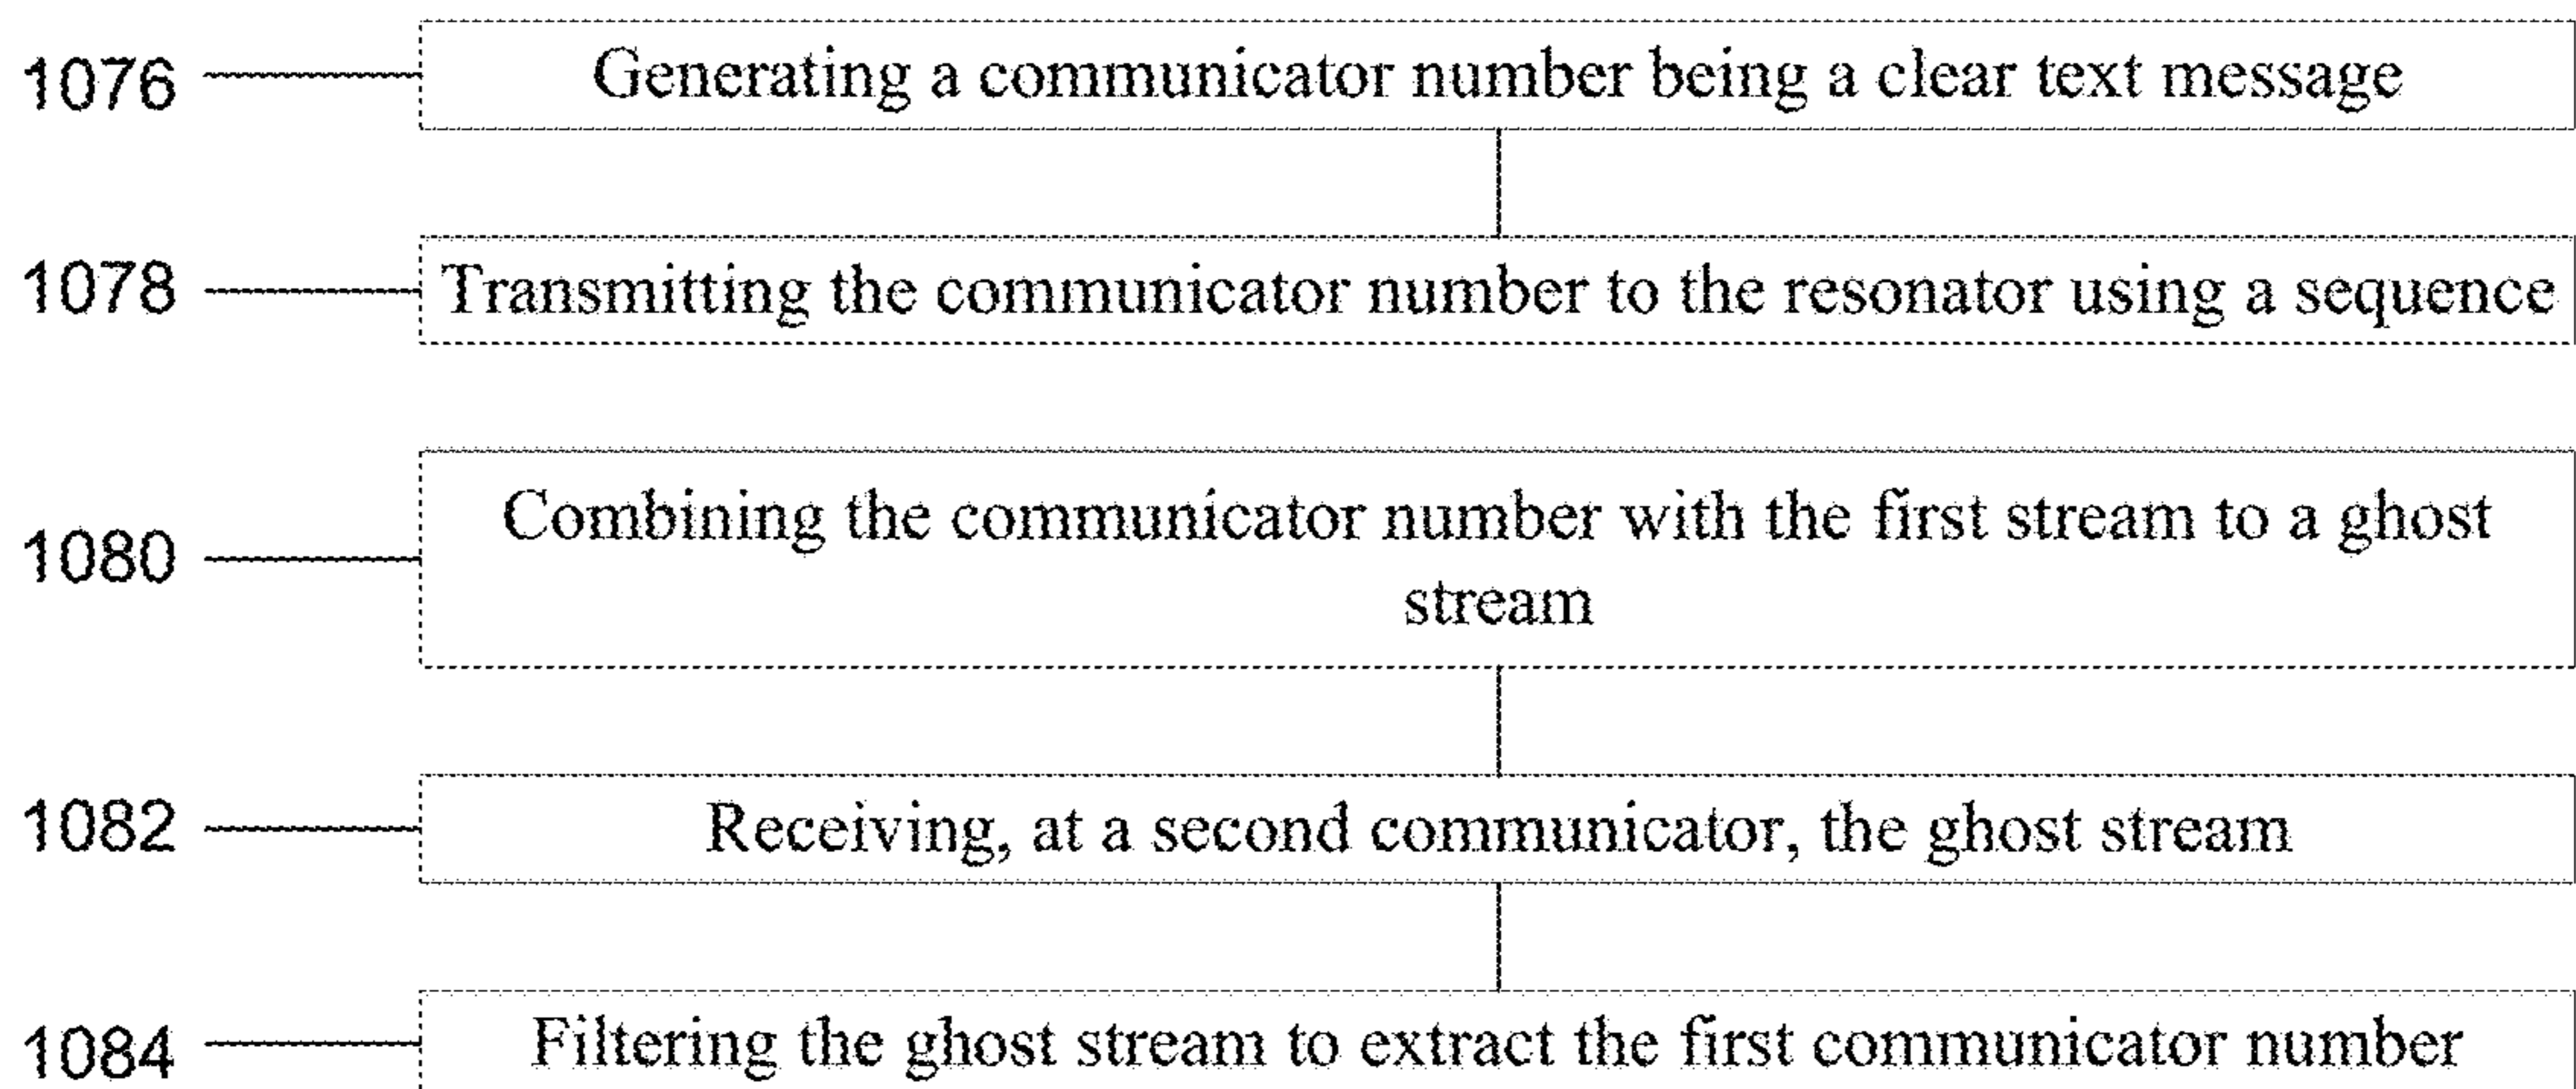 1076 Generating a communicator number being a clear text message
1078 Transmitting the communicator number to the resonator using a sequence
1080 Combining the communicator number with the first stream to a ghost
stream
1082 Receiving, at a second communicator, the ghost stream
1084 Filtering the ghost stream to extract the first communicator number